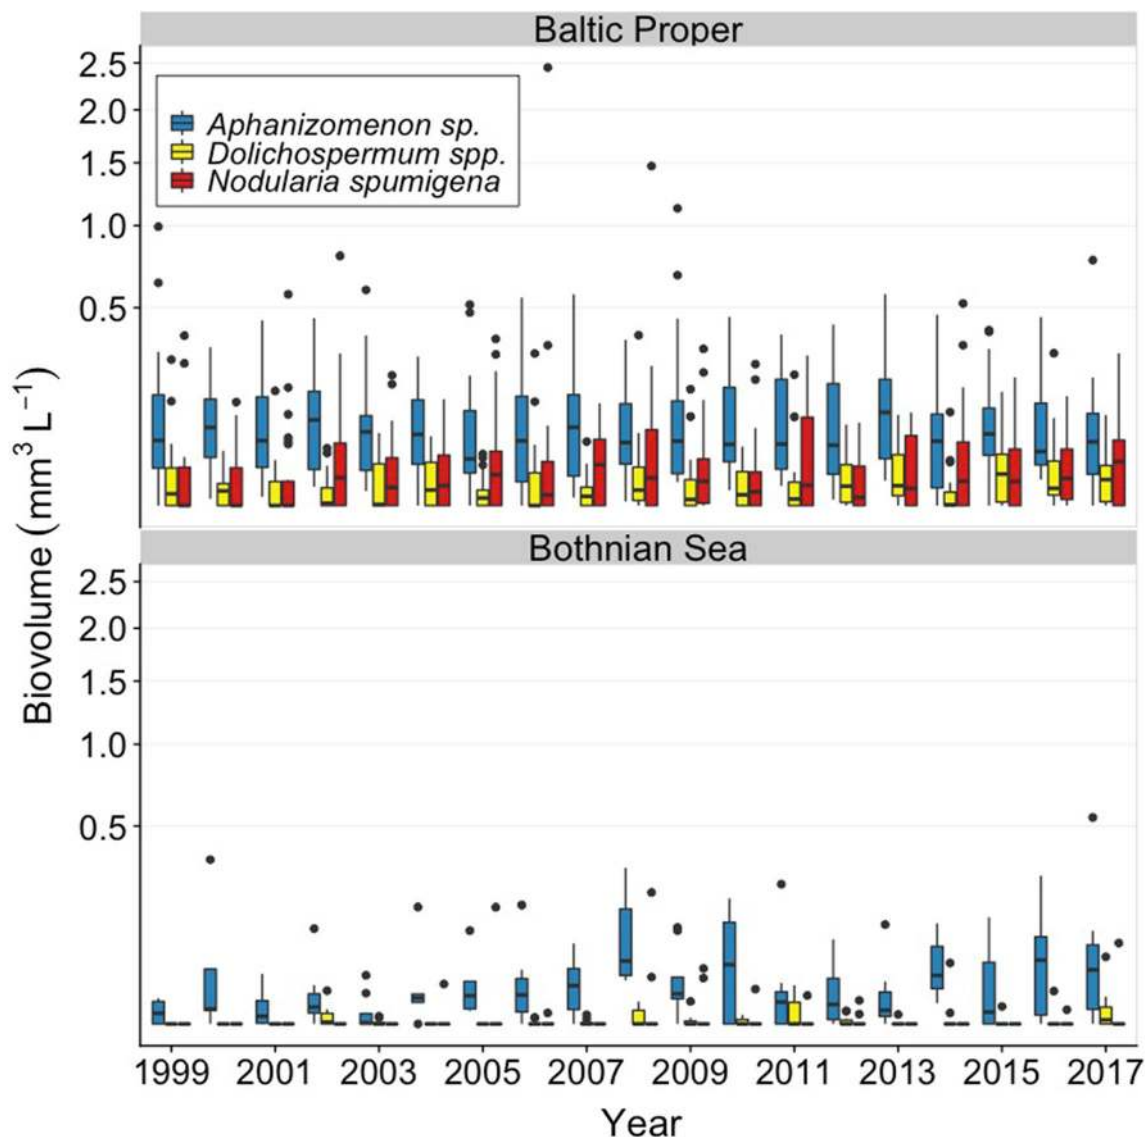 Baltic Proper
2.5
2.0
1.5
1.0
0.5
Aphanizomenon sp.
Dolichospermum spp.
Nodularia spumigena
Biovolume (mm³ L⁻¹)
Bothnian Sea
2.5
2.0
1.5
1.0
0.5
1999 2001 2003 2005 2007 2009 2011 2013 2015 2017
Year